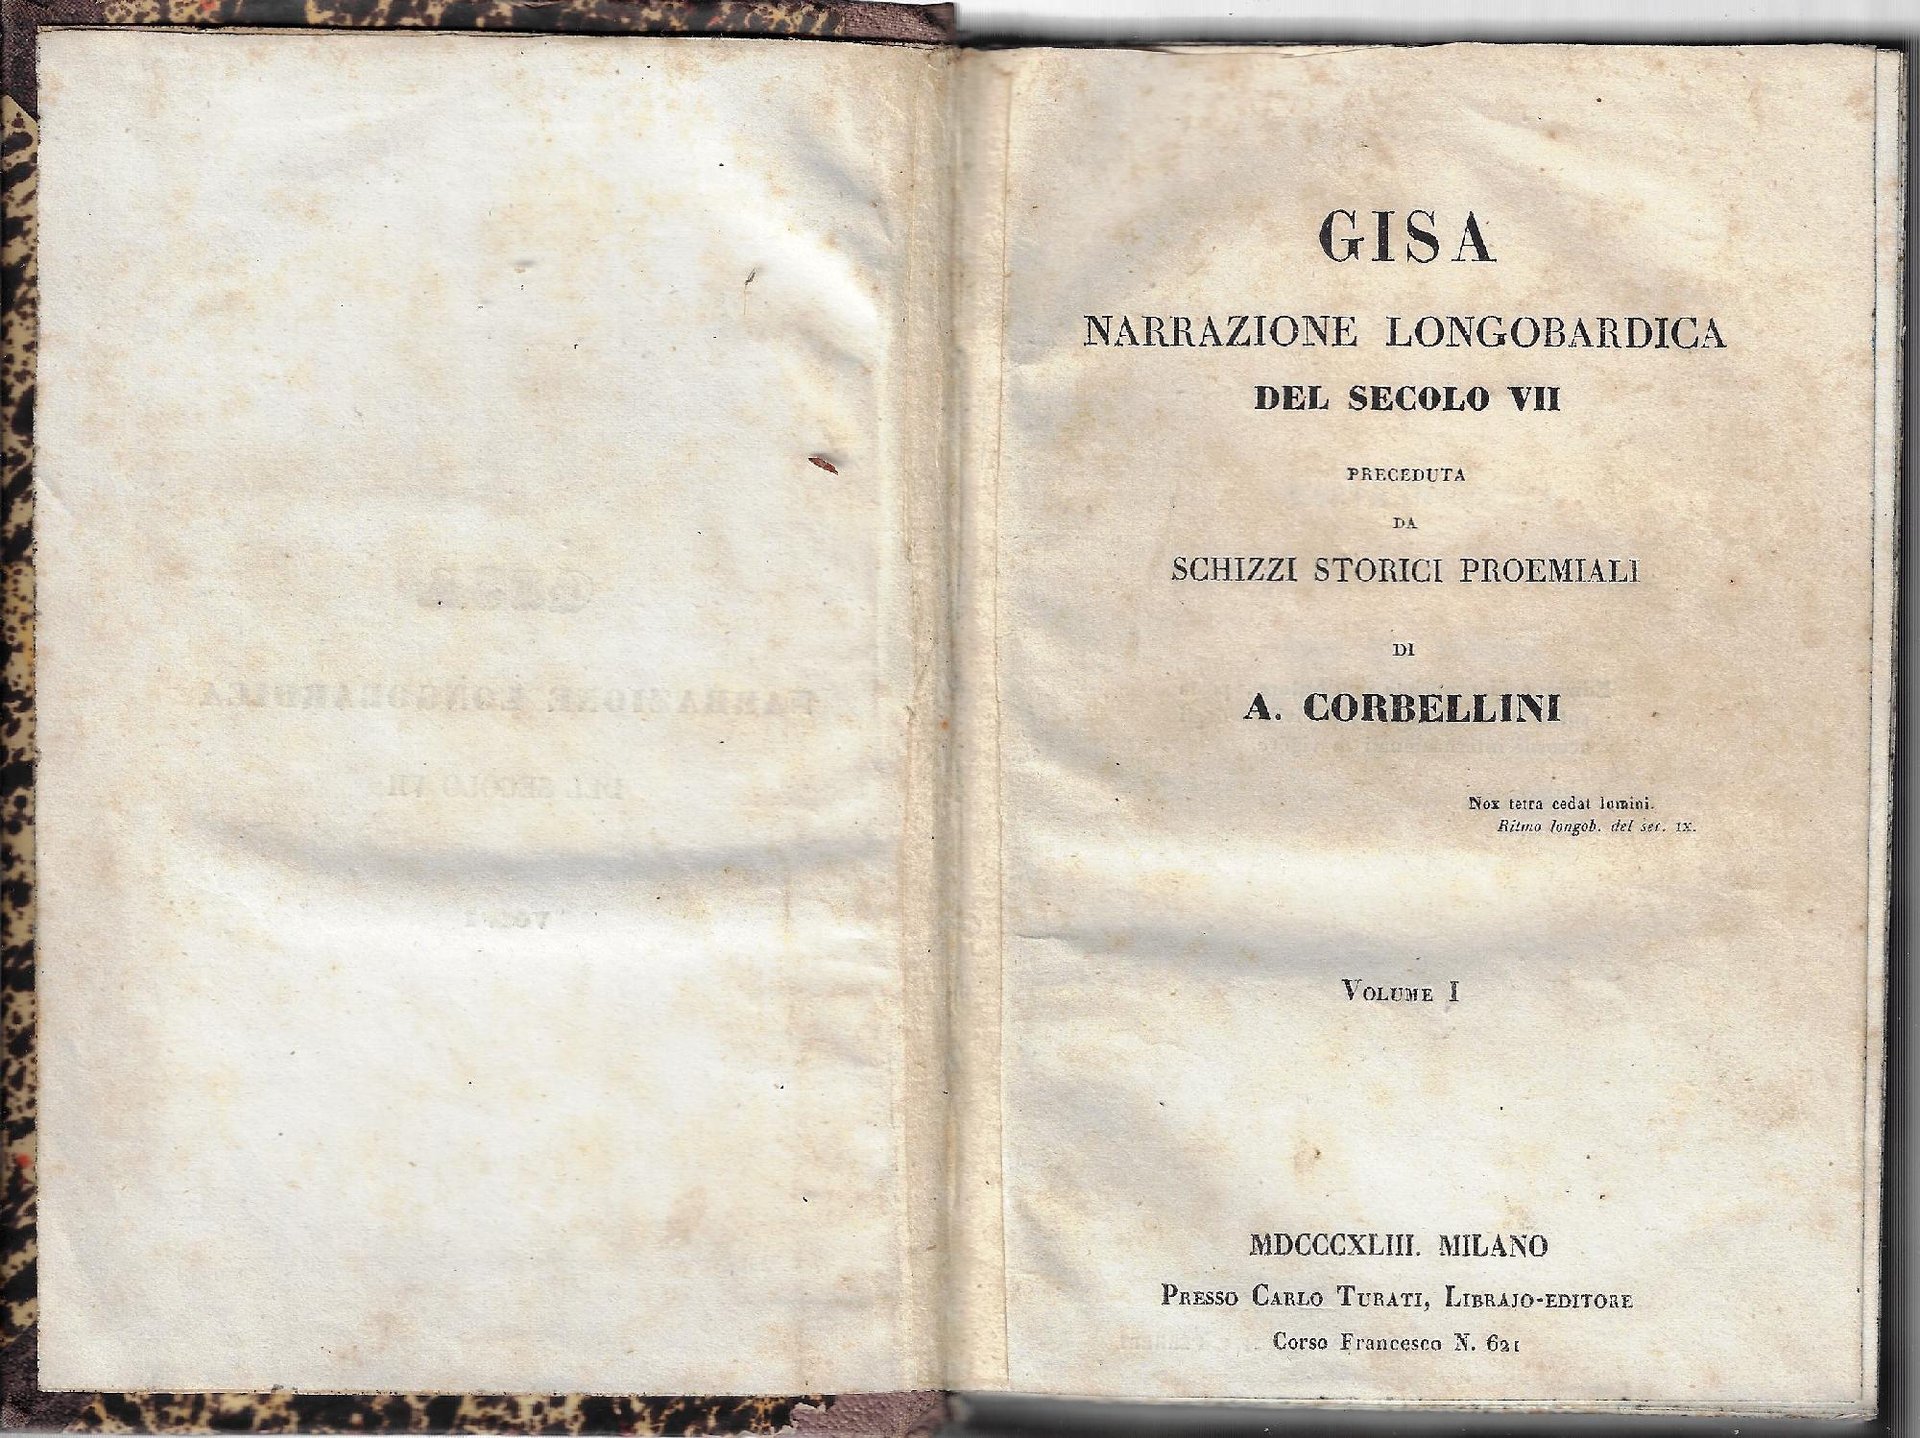 GISA
NARRAZIONE LONGOBARDICA
DEL SECOLO VII
PRECEDUTA
DA
SCHIZZI STORICI PROEMIALI
DI
A. CORBELLINI
Nox tetra cedat lumini.
Ritmo longob. del sec. IX.
VOLUME I
MDCCCXLIII. MILANO
PRESSO CARLO TURATI, LIBRAJO-EDITORE
Corso Francesco N. 621